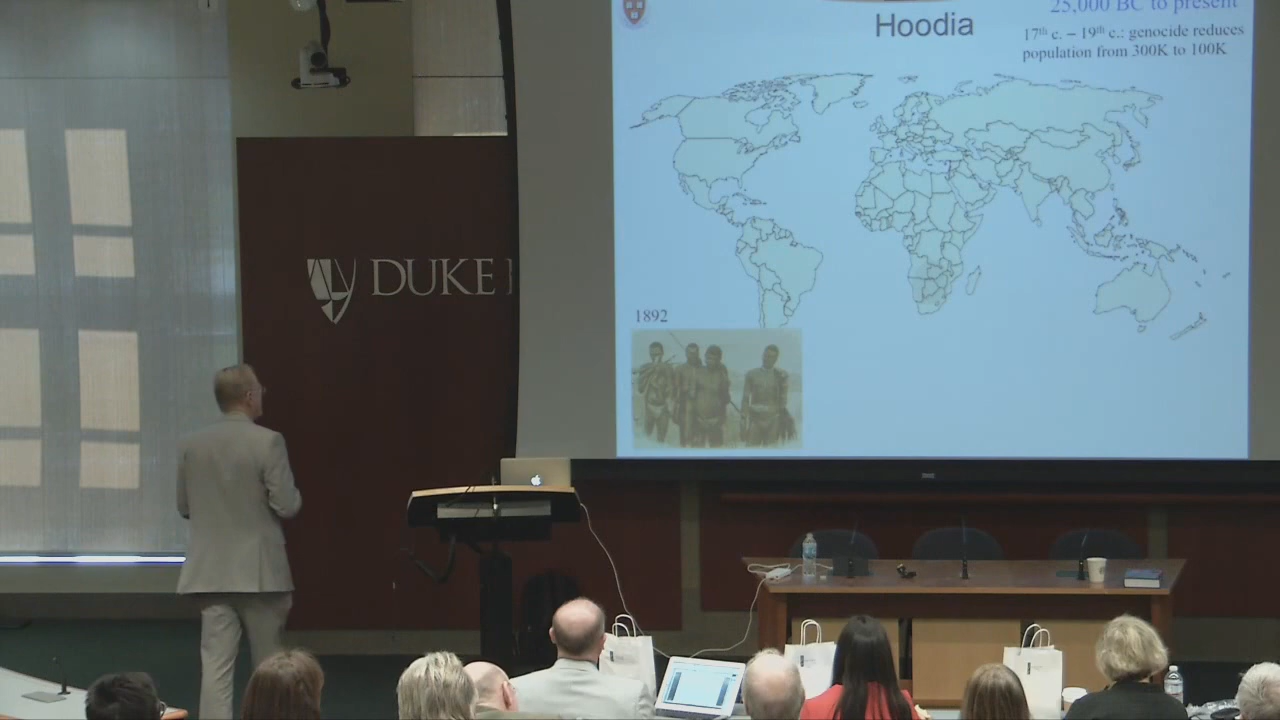 25,000 BC to present
Hoodia
17th c. – 19th c.: genocide reduces
population from 300K to 100K
1892
DUKE